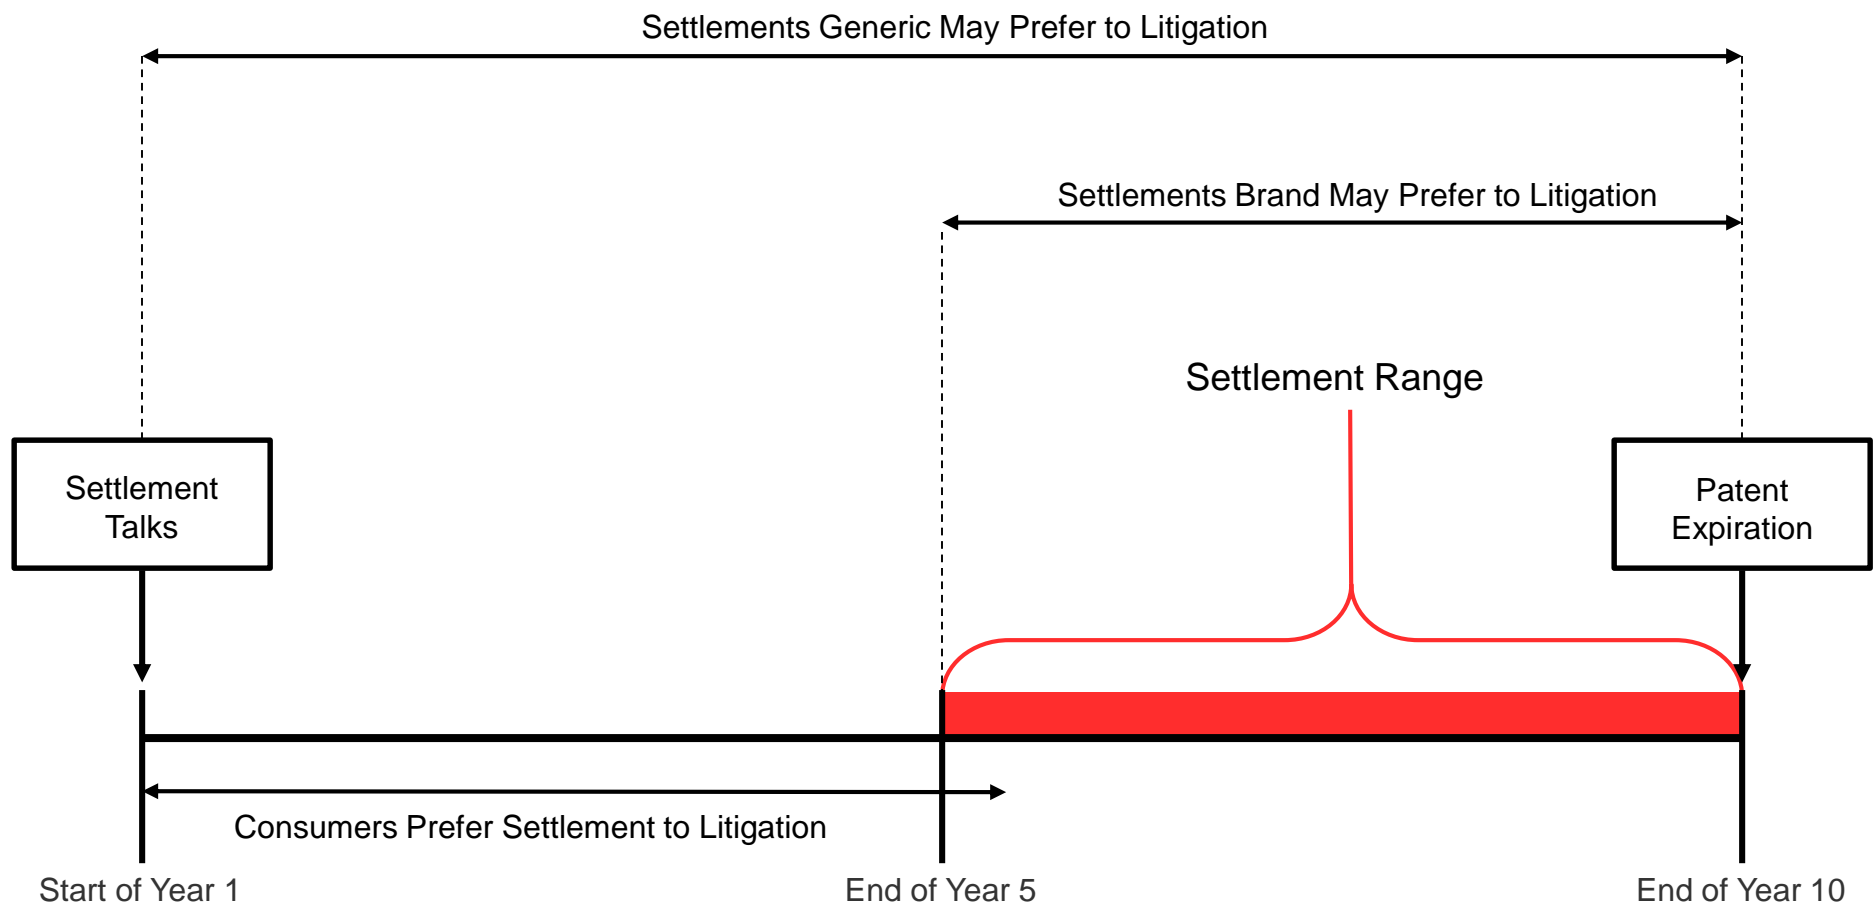 Settlements Generic May Prefer to Litigation
Settlements Brand May Prefer to Litigation
Settlement Range
Settlement
Talks
Patent
Expiration
Consumers Prefer Settlement to Litigation
Start of Year 1
End of Year 5
End of Year 10